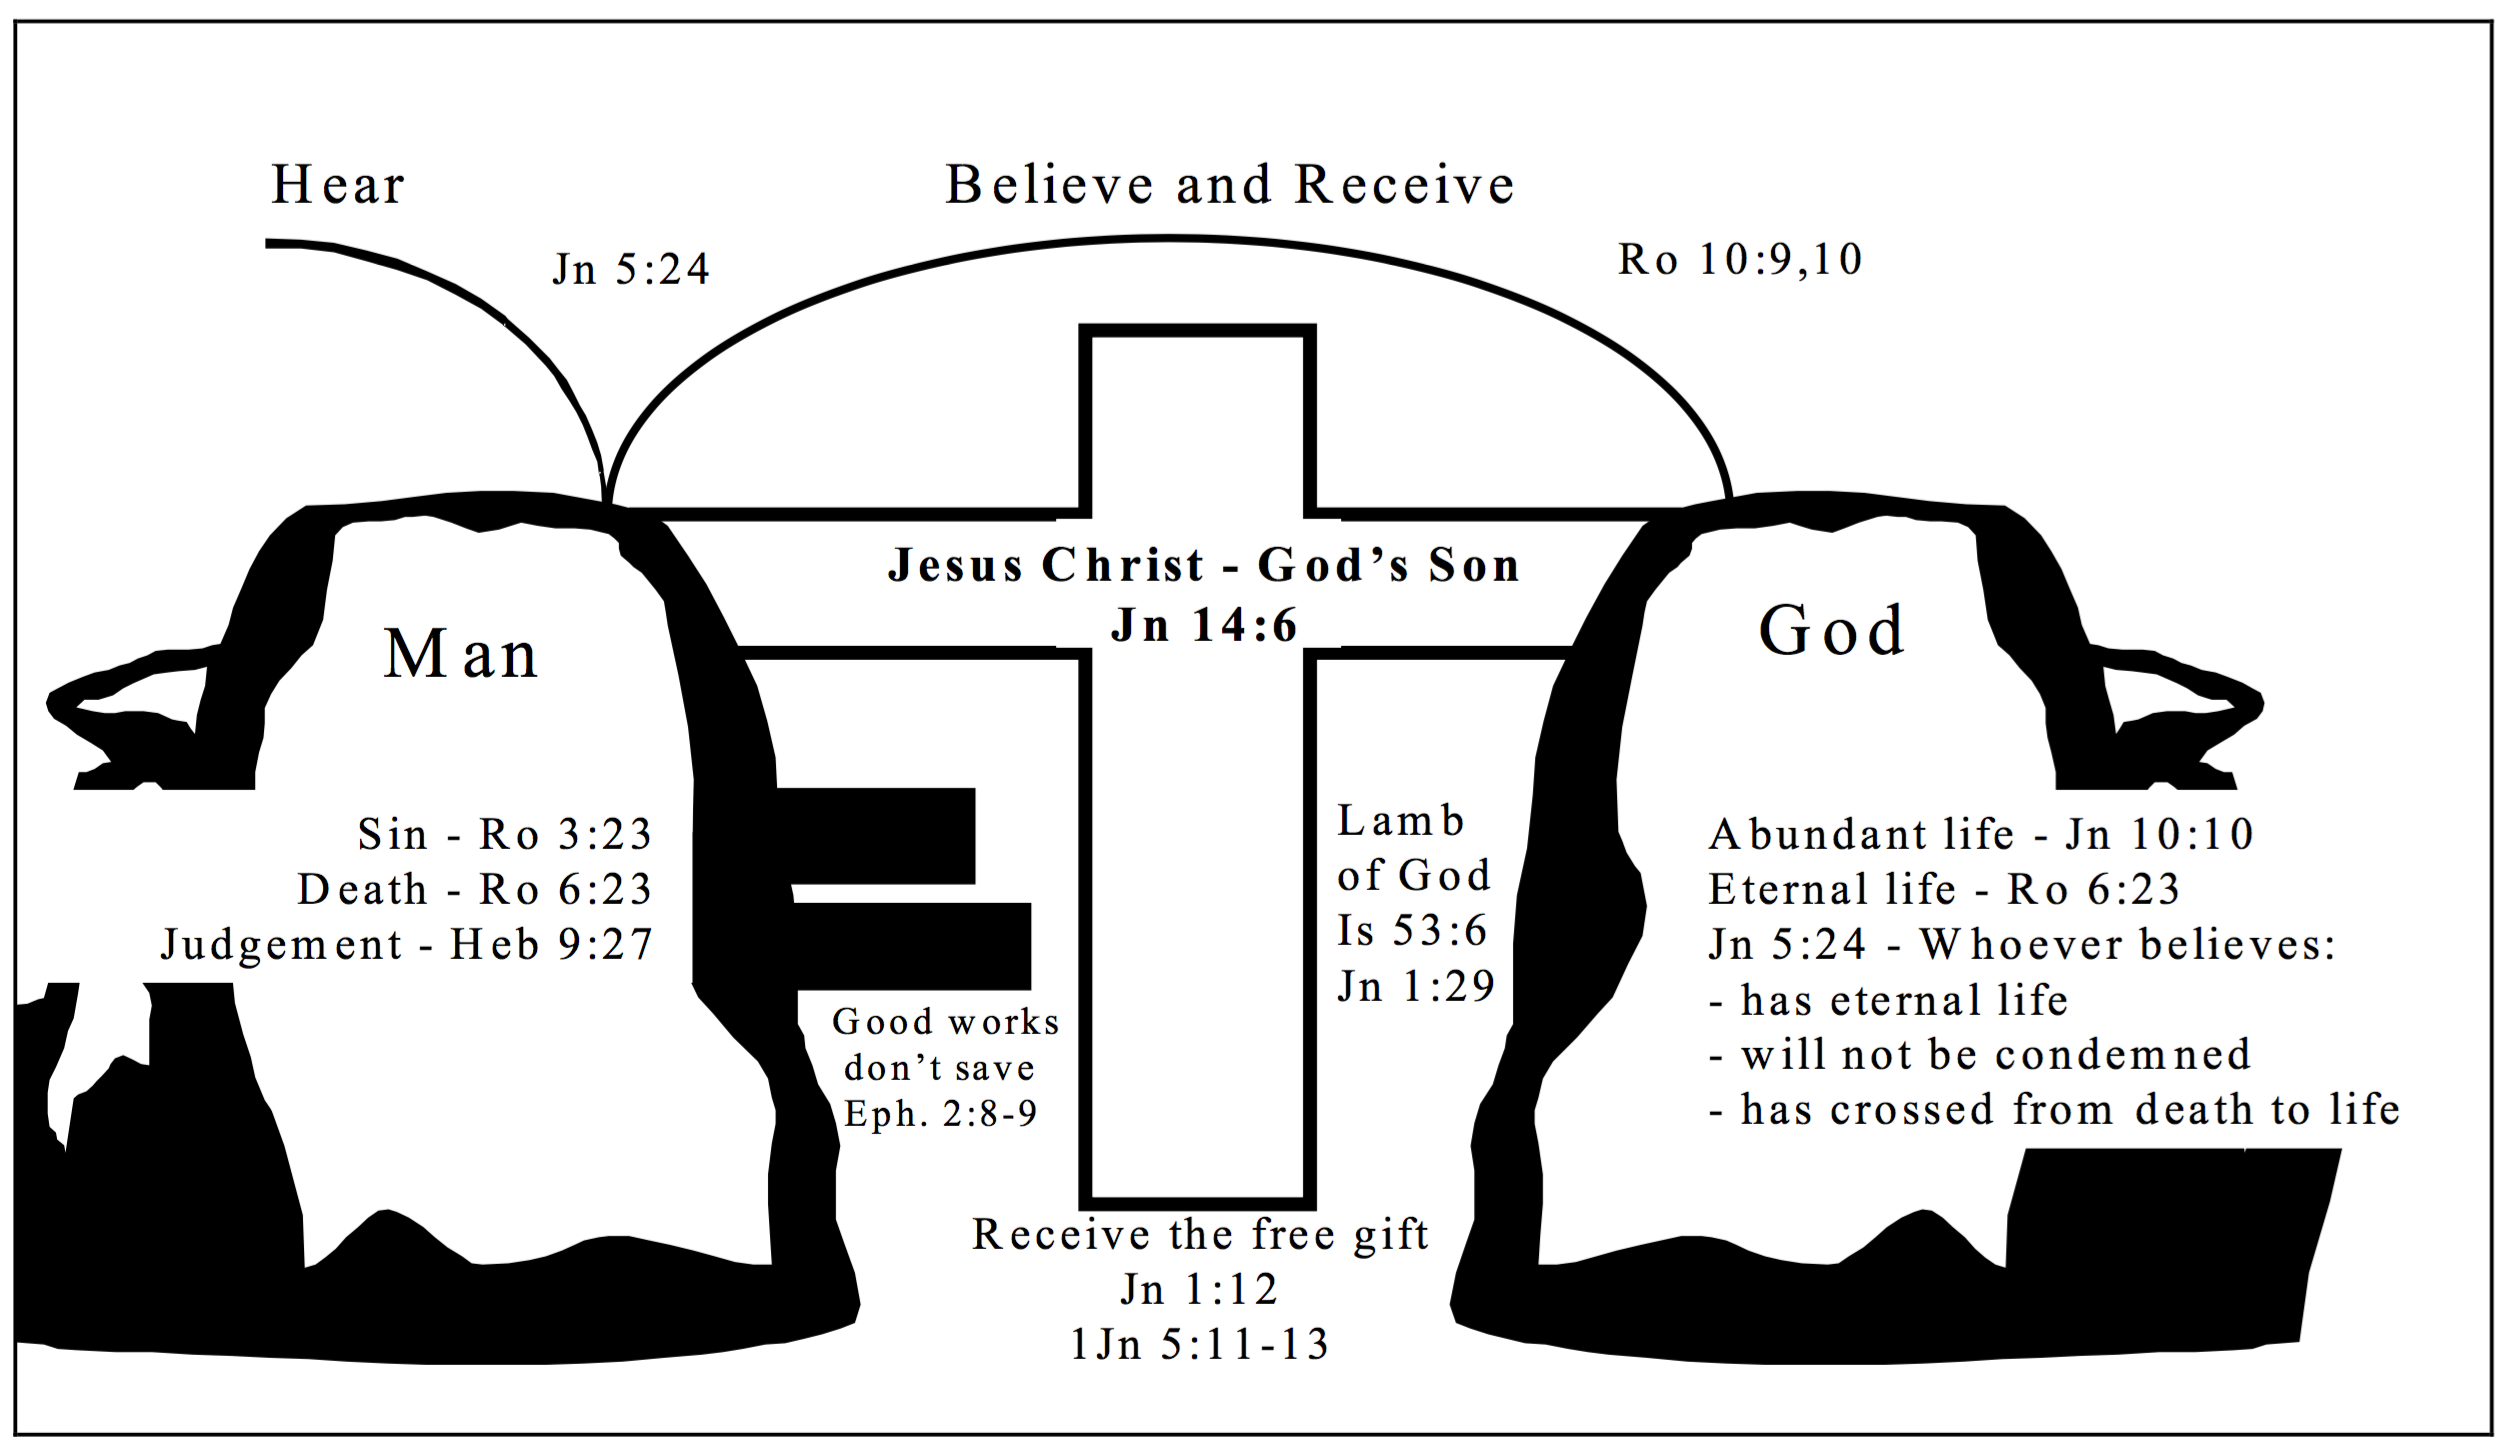 Hear
Believe and Receive
Jn 5:24
Ro 10:9,10
Jesus Christ - God’s Son
Jn 14:6
Man
God
Sin - Ro 3:23
Death - Ro 6:23
Judgement - Heb 9:27
Good works
don’t save
Eph. 2:8-9
Lamb
of God
Is 53:6
Jn 1:29
Abundant life - Jn 10:10
Eternal life - Ro 6:23
Jn 5:24 - Whoever believes:
- has eternal life
- will not be condemned
- has crossed from death to life
Receive the free gift
Jn 1:12
1Jn 5:11-13